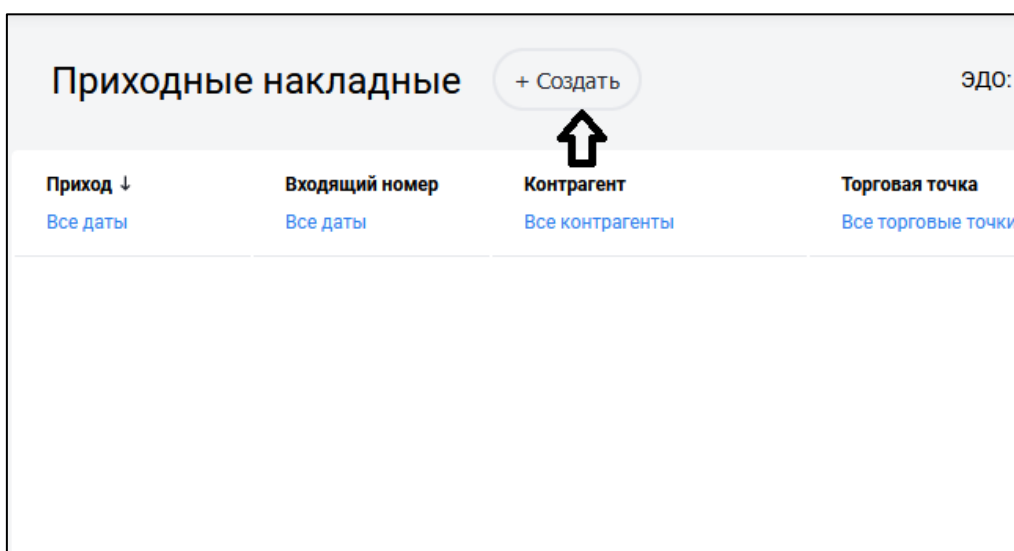 Приходные накладные + Создать ЭДО:
Приход ↓ Входящий номер Контрагент Торговая точка
Все даты Все даты Все контрагенты Все торговые точки